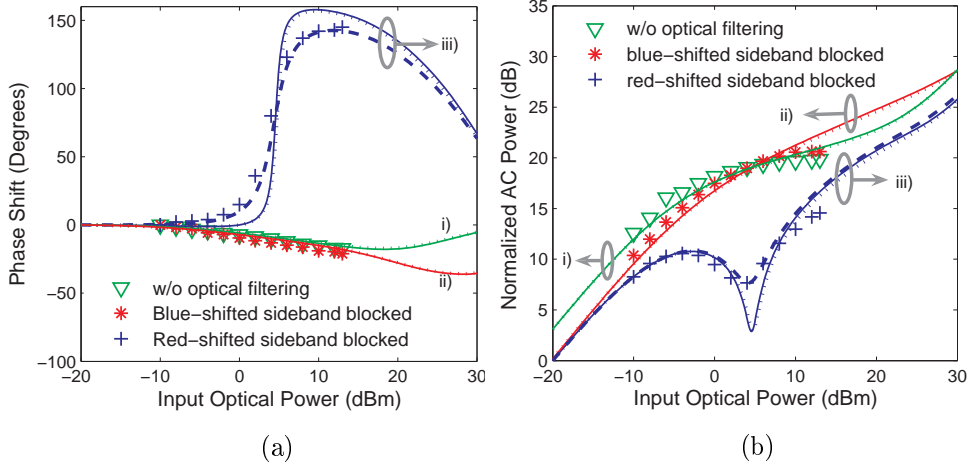 150
100
50
0
−50
−100
−20
−10
0
10
20
30
Phase Shift (Degrees)
Input Optical Power (dBm)
iii)
i)
ii)
w/o optical filtering
Blue−shifted sideband blocked
Red−shifted sideband blocked
(a)
35
30
25
20
15
10
5
0
−20
−10
0
10
20
30
Normalized AC Power (dB)
Input Optical Power (dBm)
w/o optical filtering
blue−shifted sideband blocked
red−shifted sideband blocked
ii)
iii)
i)
(b)